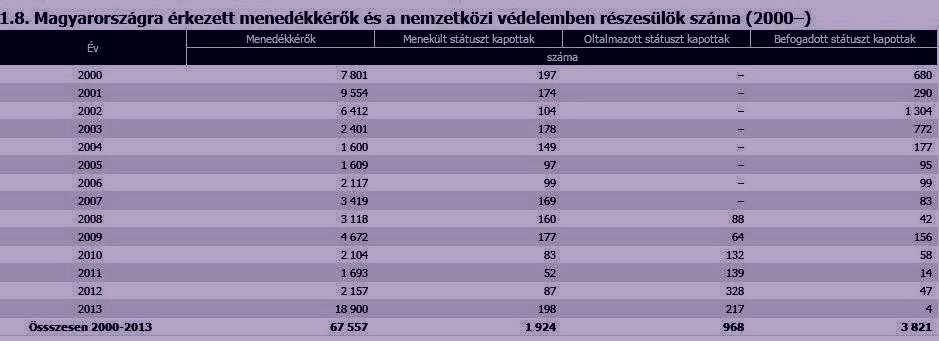 1.8. Magyarországra érkezett menedékkérők és a nemzetközi védelemben részesülök száma (2000–)
Év Menedékkérők Menekült státuszt kapottak Oltalmazott státuszt kapottak Befogadott státuszt kapottak
száma
2000 7 801 197 – 680
2001 9 554 174 – 290
2002 6 412 104 – 1 304
2003 2 401 178 – 772
2004 1 600 149 – 177
2005 1 609 97 – 95
2006 2 117 99 – 99
2007 3 419 169 – 83
2008 3 118 160 88 42
2009 4 672 177 64 156
2010 2 104 83 132 58
2011 1 693 52 139 14
2012 2 157 87 328 47
2013 18 900 198 217 4
Össszesen 2000-2013 67 557 1 924 968 3 821